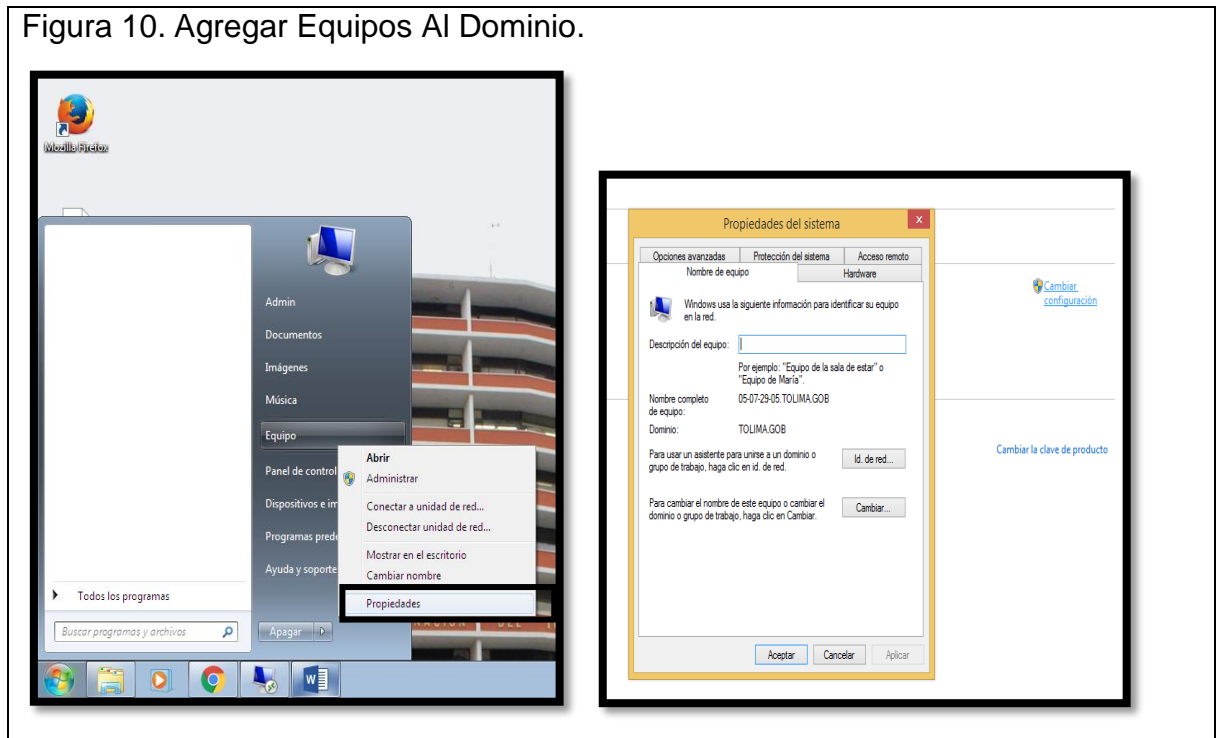 Figura 10. Agregar Equipos Al Dominio.
Mozilla Firefox
Admin
Documentos
Imágenes
Música
Equipo
Panel de control
Dispositivos e im
Programas prede
Ayuda y soporte
Abrir
Administrar
Conectar a unidad de red...
Desconectar unidad de red...
Mostrar en el escritorio
Cambiar nombre
Propiedades
Todos los programas
Buscar programas y archivos
Apagar
DEL
Propiedades del sistema
x
Opciones avanzadas
Protección del sistema
Acceso remoto
Nombre de equipo
Hardware
Windows usa la siguiente información para identificar su equipo
en la red.
Descripción del equipo:
Por ejemplo: "Equipo de la sala de estar" o
"Equipo de María".
Nombre completo
de equipo:
05-07-29-05.TOLIMA.GOB
Dominio:
TOLIMA.GOB
Para usar un asistente para unirse a un dominio o
grupo de trabajo, haga clic en id. de red.
Id. de red...
Para cambiar el nombre de este equipo o cambiar el
dominio o grupo de trabajo, haga clic en Cambiar.
Cambiar...
Aceptar
Cancelar
Aplicar
Cambiar
configuración
Cambiar la clave de producto